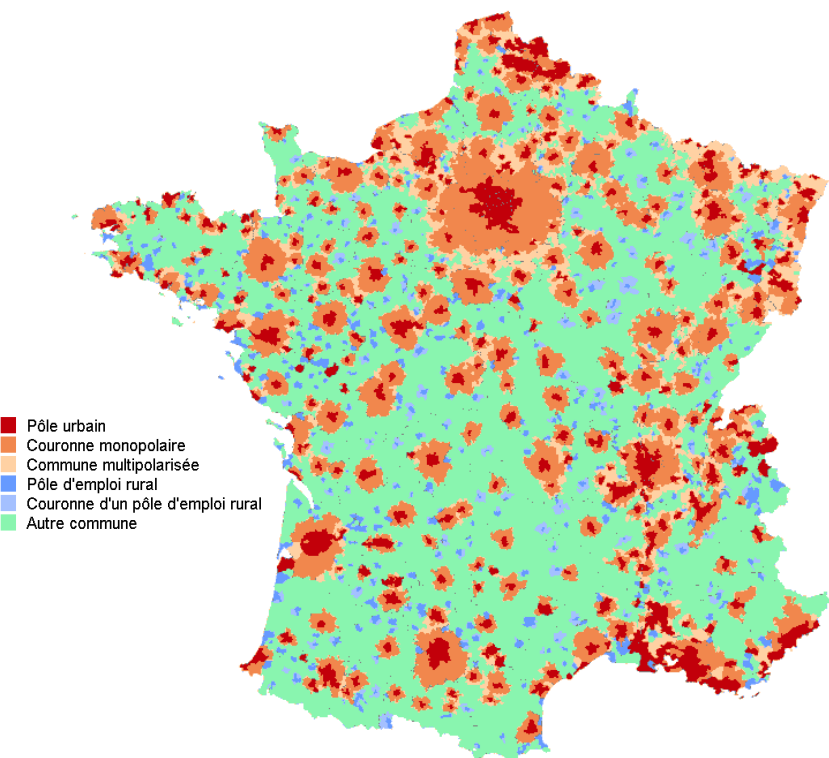 Pôle urbain
Couronne monopolaire
Commune multipolarisée
Pôle d'emploi rural
Couronne d'un pôle d'emploi rural
Autre commune